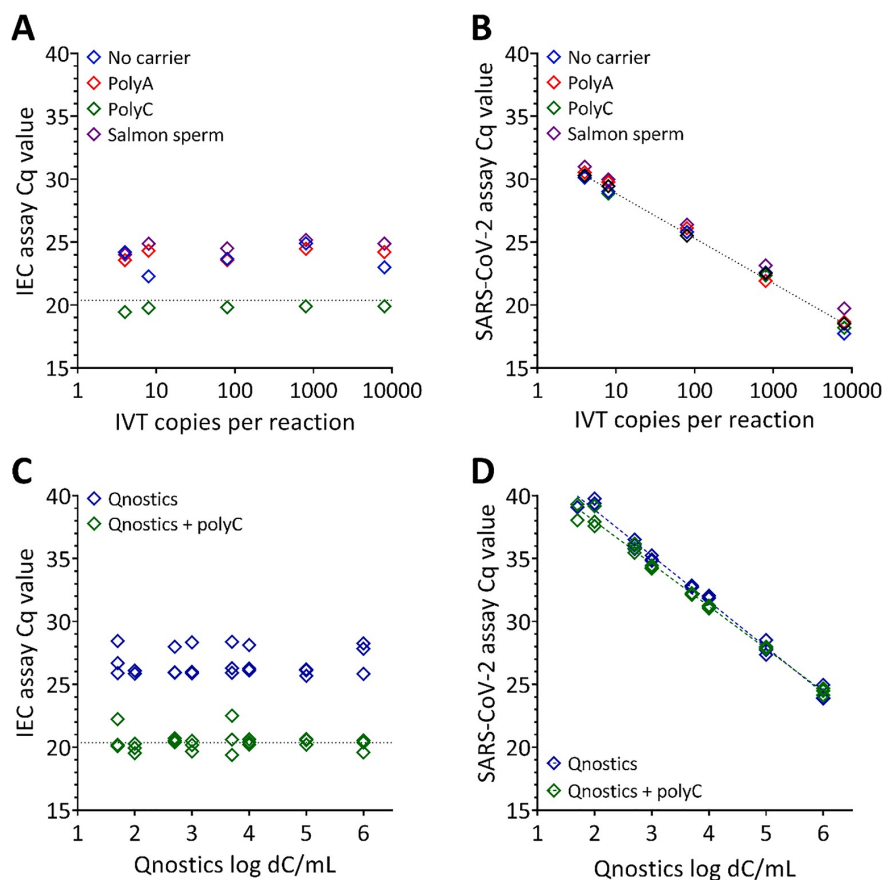 A
IEC assay Cq value
40
35
30
25
20
15
No carrier
PolyA
PolyC
Salmon sperm
1 10 100 1000 10000
IVT copies per reaction
B
SARS-CoV-2 assay Cq value
40
35
30
25
20
15
No carrier
PolyA
PolyC
Salmon sperm
1 10 100 1000 10000
IVT copies per reaction
C
IEC assay Cq value
40
35
30
25
20
15
Qnostics
Qnostics + polyC
1 2 3 4 5 6
Qnostics log dC/mL
D
SARS-CoV-2 assay Cq value
40
35
30
25
20
15
Qnostics
Qnostics + polyC
1 2 3 4 5 6
Qnostics log dC/mL